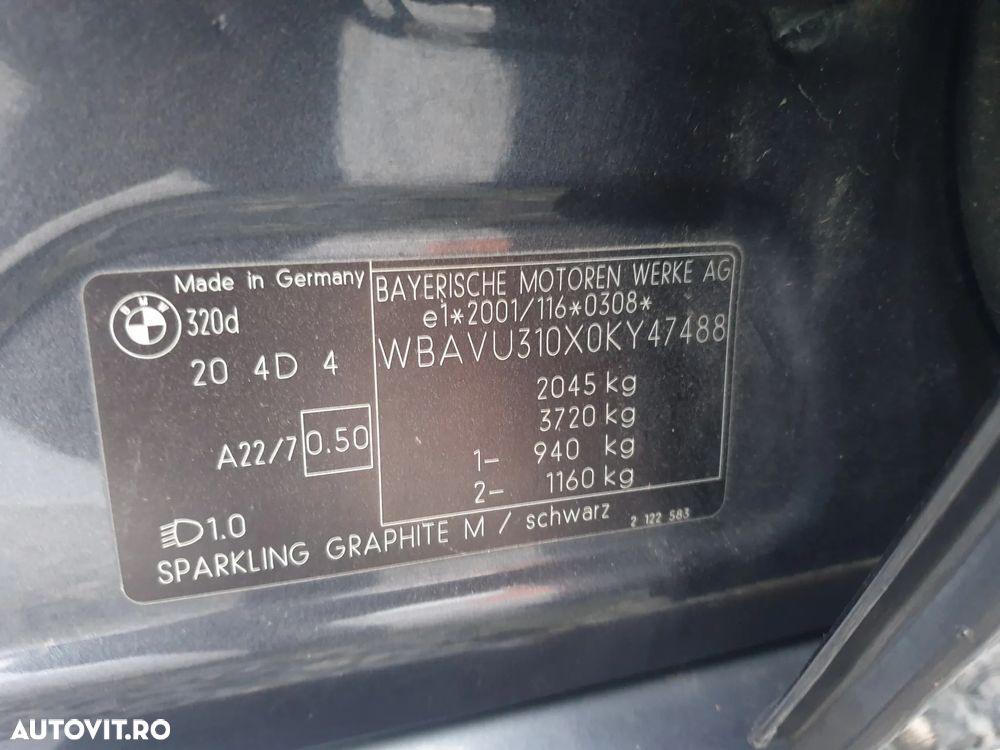 Made in Germany
BMW
320d
20 4D 4
A22/7 0.50
1.0
BAYERISCHE MOTOREN WERKE AG
e1*2001/116*0308*
WBAVU310X0KY47488
2045 kg
3720 kg
1- 940 kg
2- 1160 kg
SPARKLING GRAPHITE M / schwarz 2 122 583
AUTOVIT.RO